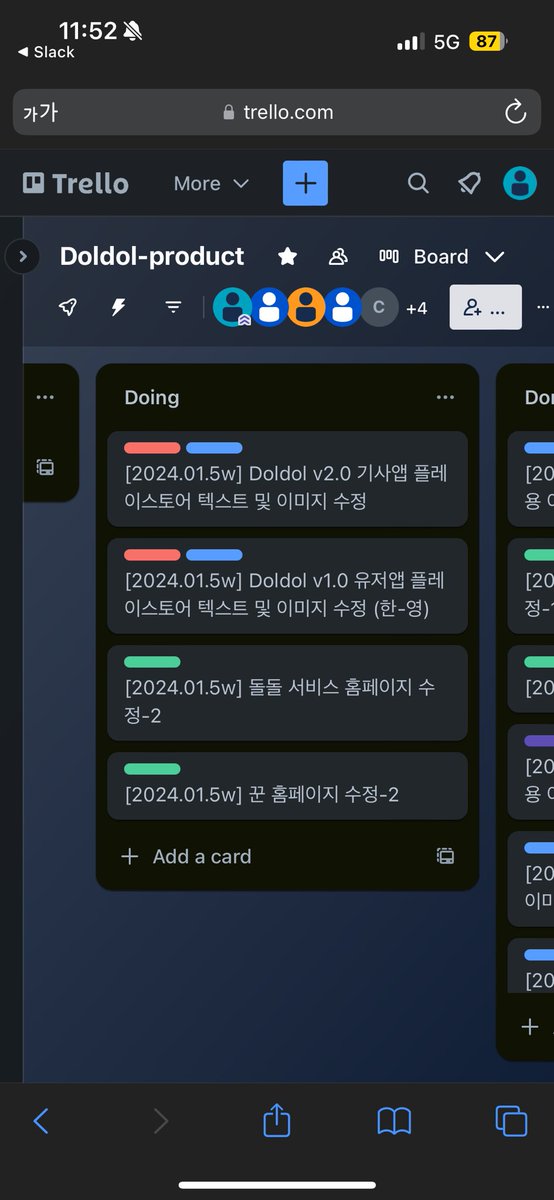 11:52
5G
87
◀ Slack
가가
trello.com
Trello
More
Doldol-product
Board
C
+4
...
Doing
[2024.01.5w] Doldol v2.0 기사앱 플레
이스토어 텍스트 및 이미지 수정
[2024.01.5w] Doldol v1.0 유저앱 플레
이스토어 텍스트 및 이미지 수정 (한-영)
[2024.01.5w] 돌돌 서비스 홈페이지 수
정-2
[2024.01.5w] 꾼 홈페이지 수정-2
+ Add a card
[20
용
[20
정-1
[20
[20
용
[20
[20